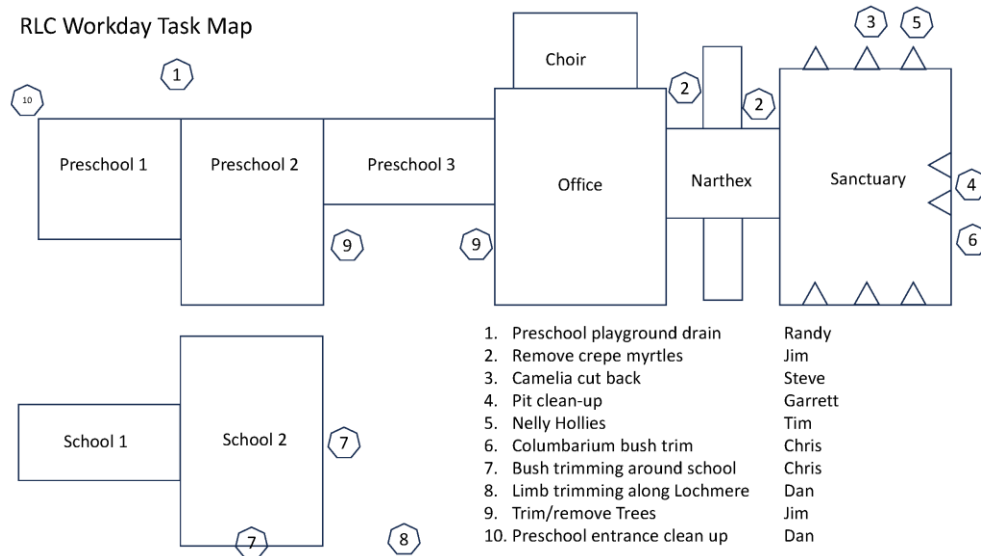 RLC Workday Task Map
3
5
1
Choir
10
2
2
Preschool 1
Preschool 2
Preschool 3
Office
Narthex
Sanctuary
4
9
9
6
1. Preschool playground drain Randy
2. Remove crepe myrtles Jim
3. Camelia cut back Steve
4. Pit clean-up Garrett
5. Nelly Hollies Tim
6. Columbarium bush trim Chris
7. Bush trimming around school Chris
8. Limb trimming along Lochmere Dan
9. Trim/remove Trees Jim
10. Preschool entrance clean up Dan
School 1
School 2
7
7
8